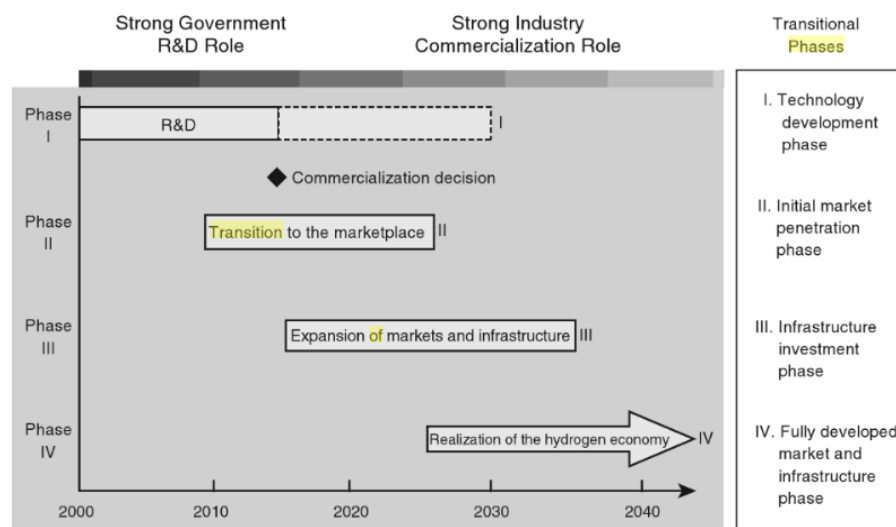 Strong Government
R&D Role
Strong Industry
Commercialization Role
Transitional
Phases
Phase
I
R&D
I
Commercialization decision
Phase
II
Transition to the marketplace
II
Phase
III
Expansion of markets and infrastructure
III
Phase
IV
Realization of the hydrogen economy
IV
2000
2010
2020
2030
2040
I. Technology
development
phase
II. Initial market
penetration
phase
III. Infrastructure
investment
phase
IV. Fully developed
market and
infrastructure
phase